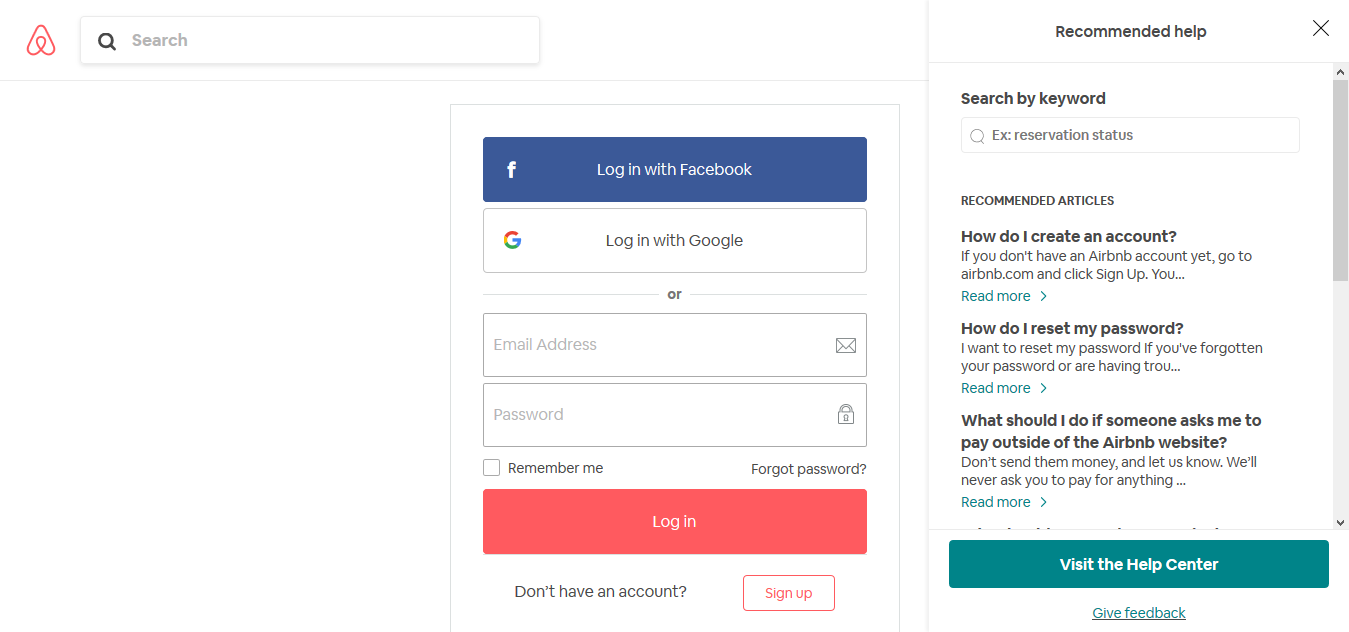 Search
Log in with Facebook
Log in with Google
or
Email Address
Password
Remember me
Forgot password?
Log in
Don’t have an account?
Sign up
Recommended help
Search by keyword
Ex: reservation status
RECOMMENDED ARTICLES
How do I create an account?
If you don't have an Airbnb account yet, go to
airbnb.com and click Sign Up. You...
Read more
How do I reset my password?
I want to reset my password If you've forgotten
your password or are having trou...
Read more
What should I do if someone asks me to
pay outside of the Airbnb website?
Don’t send them money, and let us know. We’ll
never ask you to pay for anything ...
Read more
Visit the Help Center
Give feedback